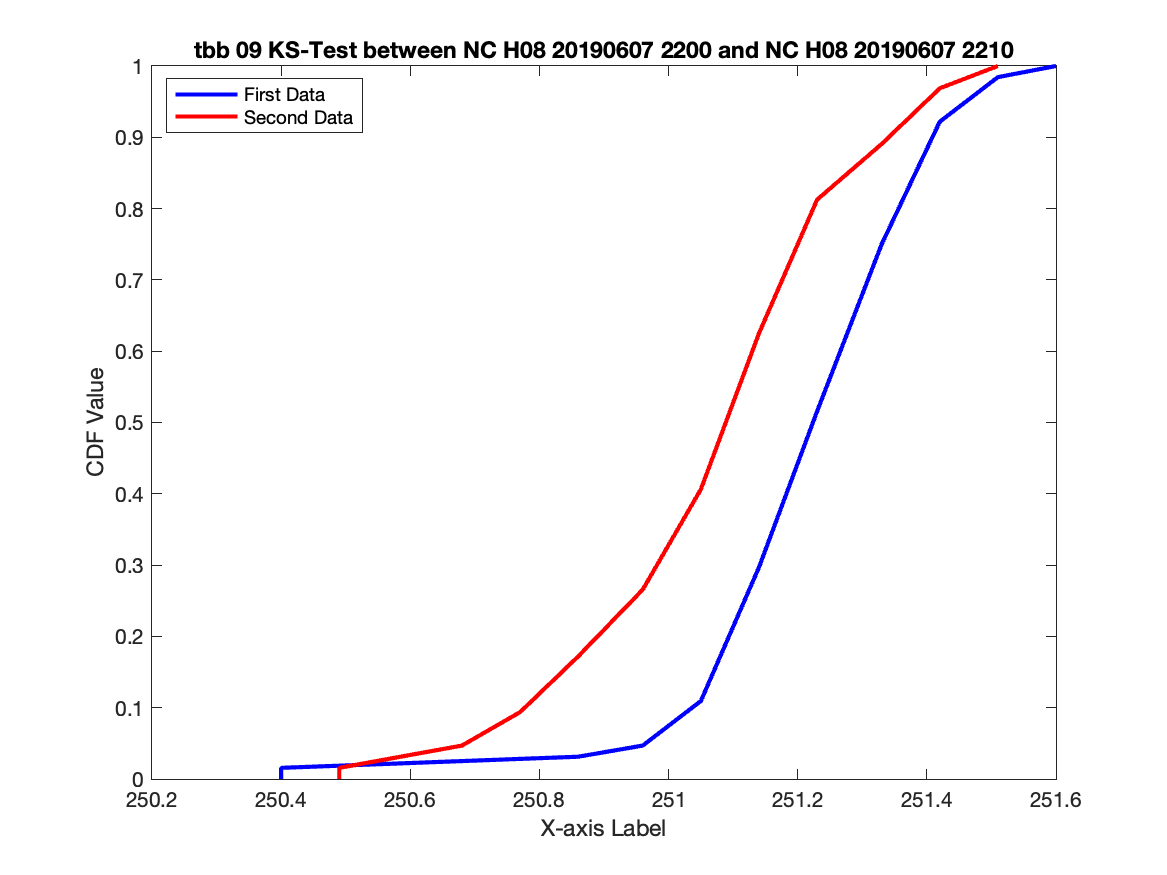 tbb 09 KS-Test between NC H08 20190607 2200 and NC H08 20190607 2210
First Data
Second Data
1
0.9
0.8
0.7
0.6
0.5
0.4
0.3
0.2
0.1
0
CDF Value
250.2 250.4 250.6 250.8 251 251.2 251.4 251.6
X-axis Label